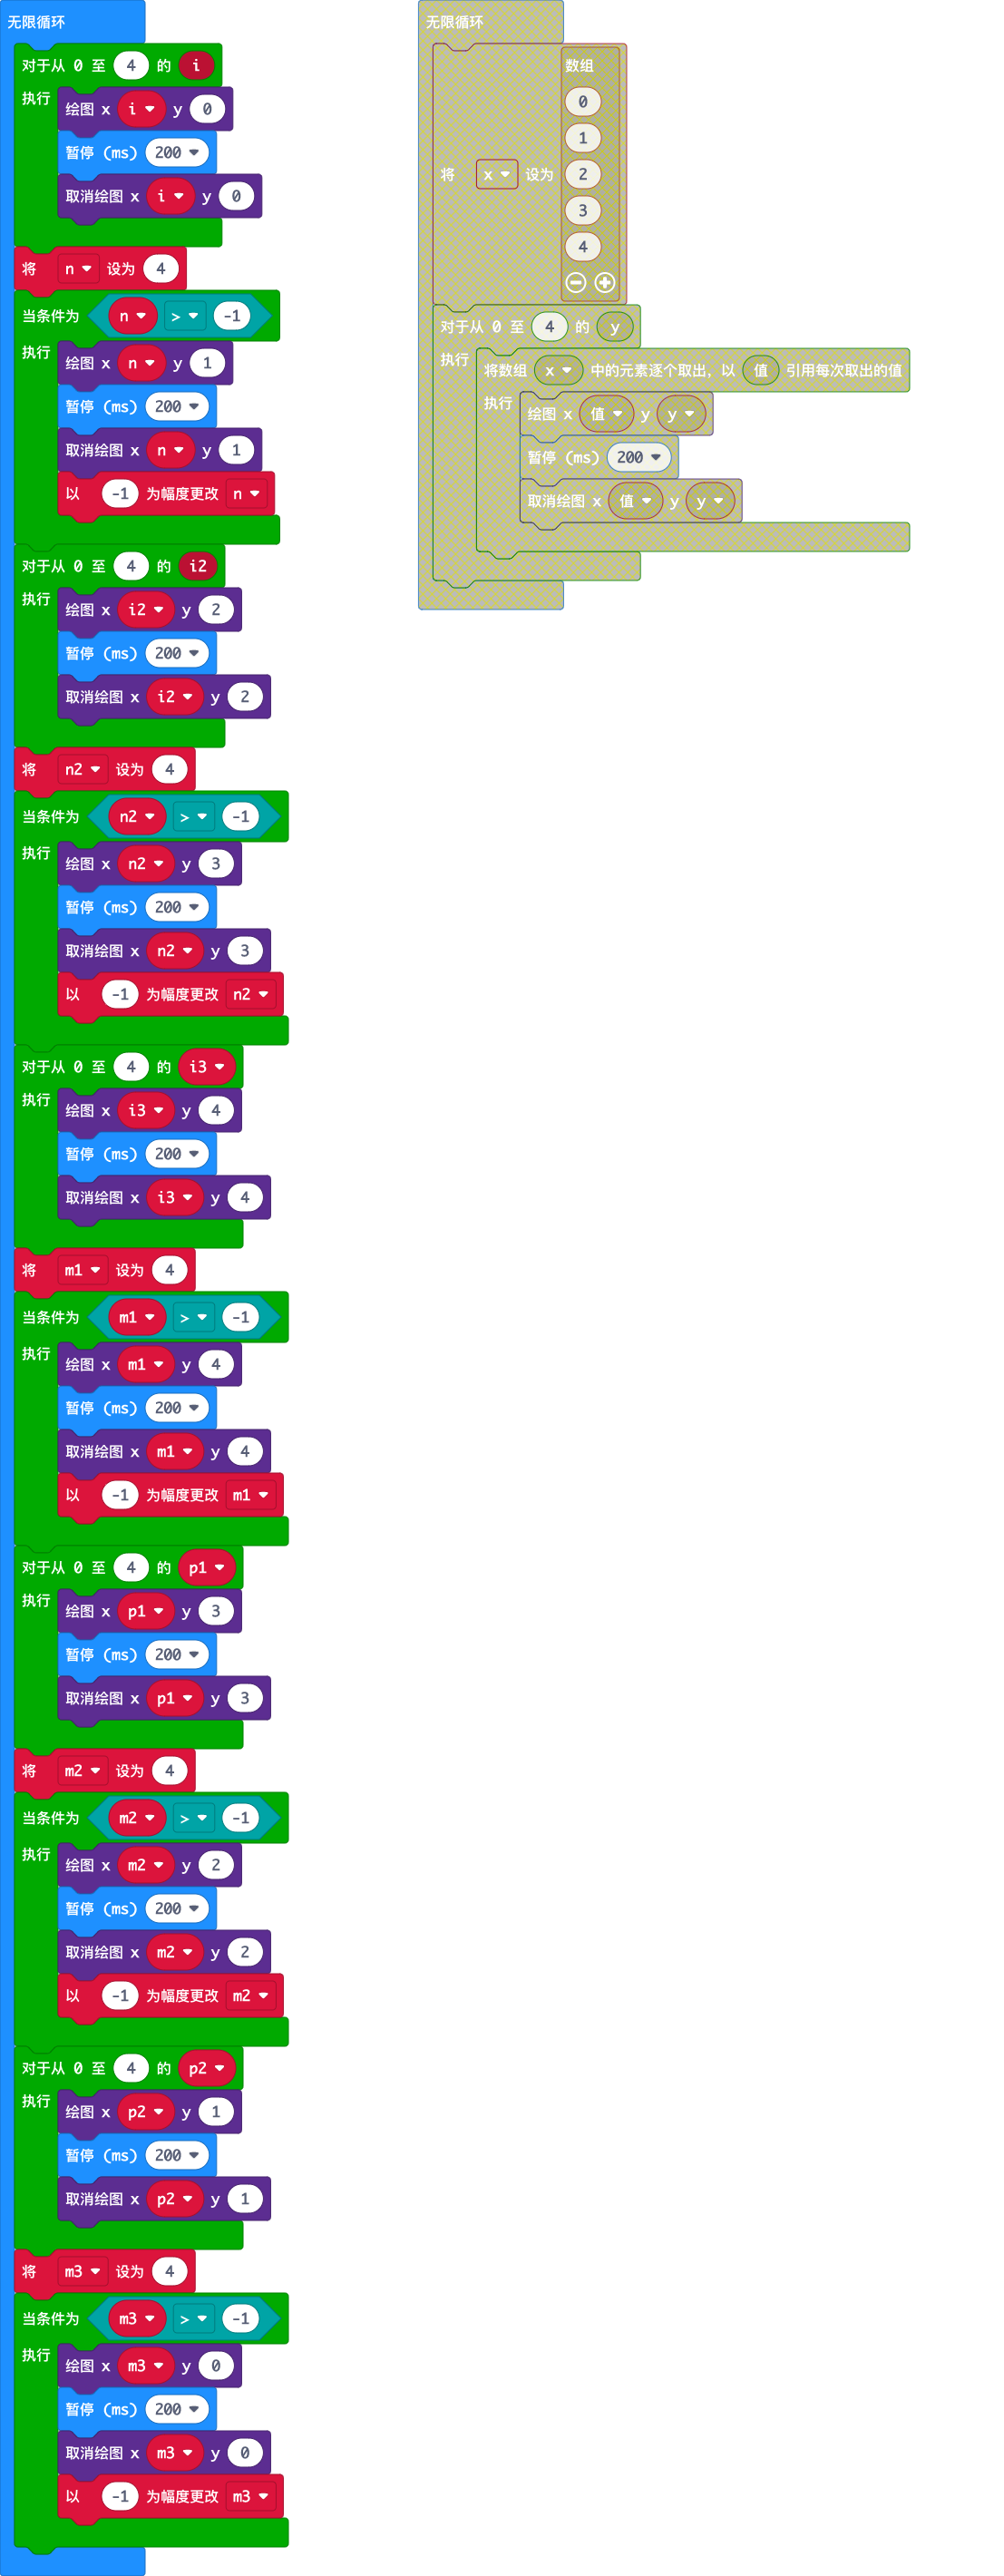 无限循环
对于从 0 至 4 的 i
执行
绘图 x i y 0
暂停 (ms) 200
取消绘图 x i y 0
将 n 设为 4
当条件为 n > -1
执行
绘图 x n y 1
暂停 (ms) 200
取消绘图 x n y 1
以 -1 为幅度更改 n
对于从 0 至 4 的 i2
执行
绘图 x i2 y 2
暂停 (ms) 200
取消绘图 x i2 y 2
将 n2 设为 4
当条件为 n2 > -1
执行
绘图 x n2 y 3
暂停 (ms) 200
取消绘图 x n2 y 3
以 -1 为幅度更改 n2
对于从 0 至 4 的 i3
执行
绘图 x i3 y 4
暂停 (ms) 200
取消绘图 x i3 y 4
将 m1 设为 4
当条件为 m1 > -1
执行
绘图 x m1 y 4
暂停 (ms) 200
取消绘图 x m1 y 4
以 -1 为幅度更改 m1
对于从 0 至 4 的 p1
执行
绘图 x p1 y 3
暂停 (ms) 200
取消绘图 x p1 y 3
将 m2 设为 4
当条件为 m2 > -1
执行
绘图 x m2 y 2
暂停 (ms) 200
取消绘图 x m2 y 2
以 -1 为幅度更改 m2
对于从 0 至 4 的 p2
执行
绘图 x p2 y 1
暂停 (ms) 200
取消绘图 x p2 y 1
将 m3 设为 4
当条件为 m3 > -1
执行
绘图 x m3 y 0
暂停 (ms) 200
取消绘图 x m3 y 0
以 -1 为幅度更改 m3
无限循环
数组
0
1
将 x 设为 2
3
4
对于从 0 至 4 的 y
执行
将数组 x 中的元素逐个取出，以 值 引用每次取出的值
执行
绘图 x 值 y y
暂停 (ms) 200
取消绘图 x 值 y y